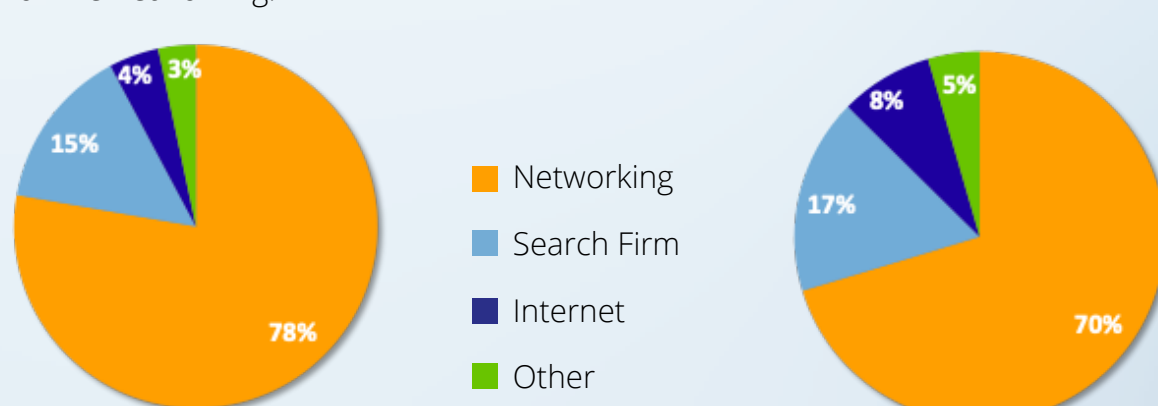 4% 3%
15%
78%
Networking
Search Firm
Internet
Other
5%
8%
17%
70%